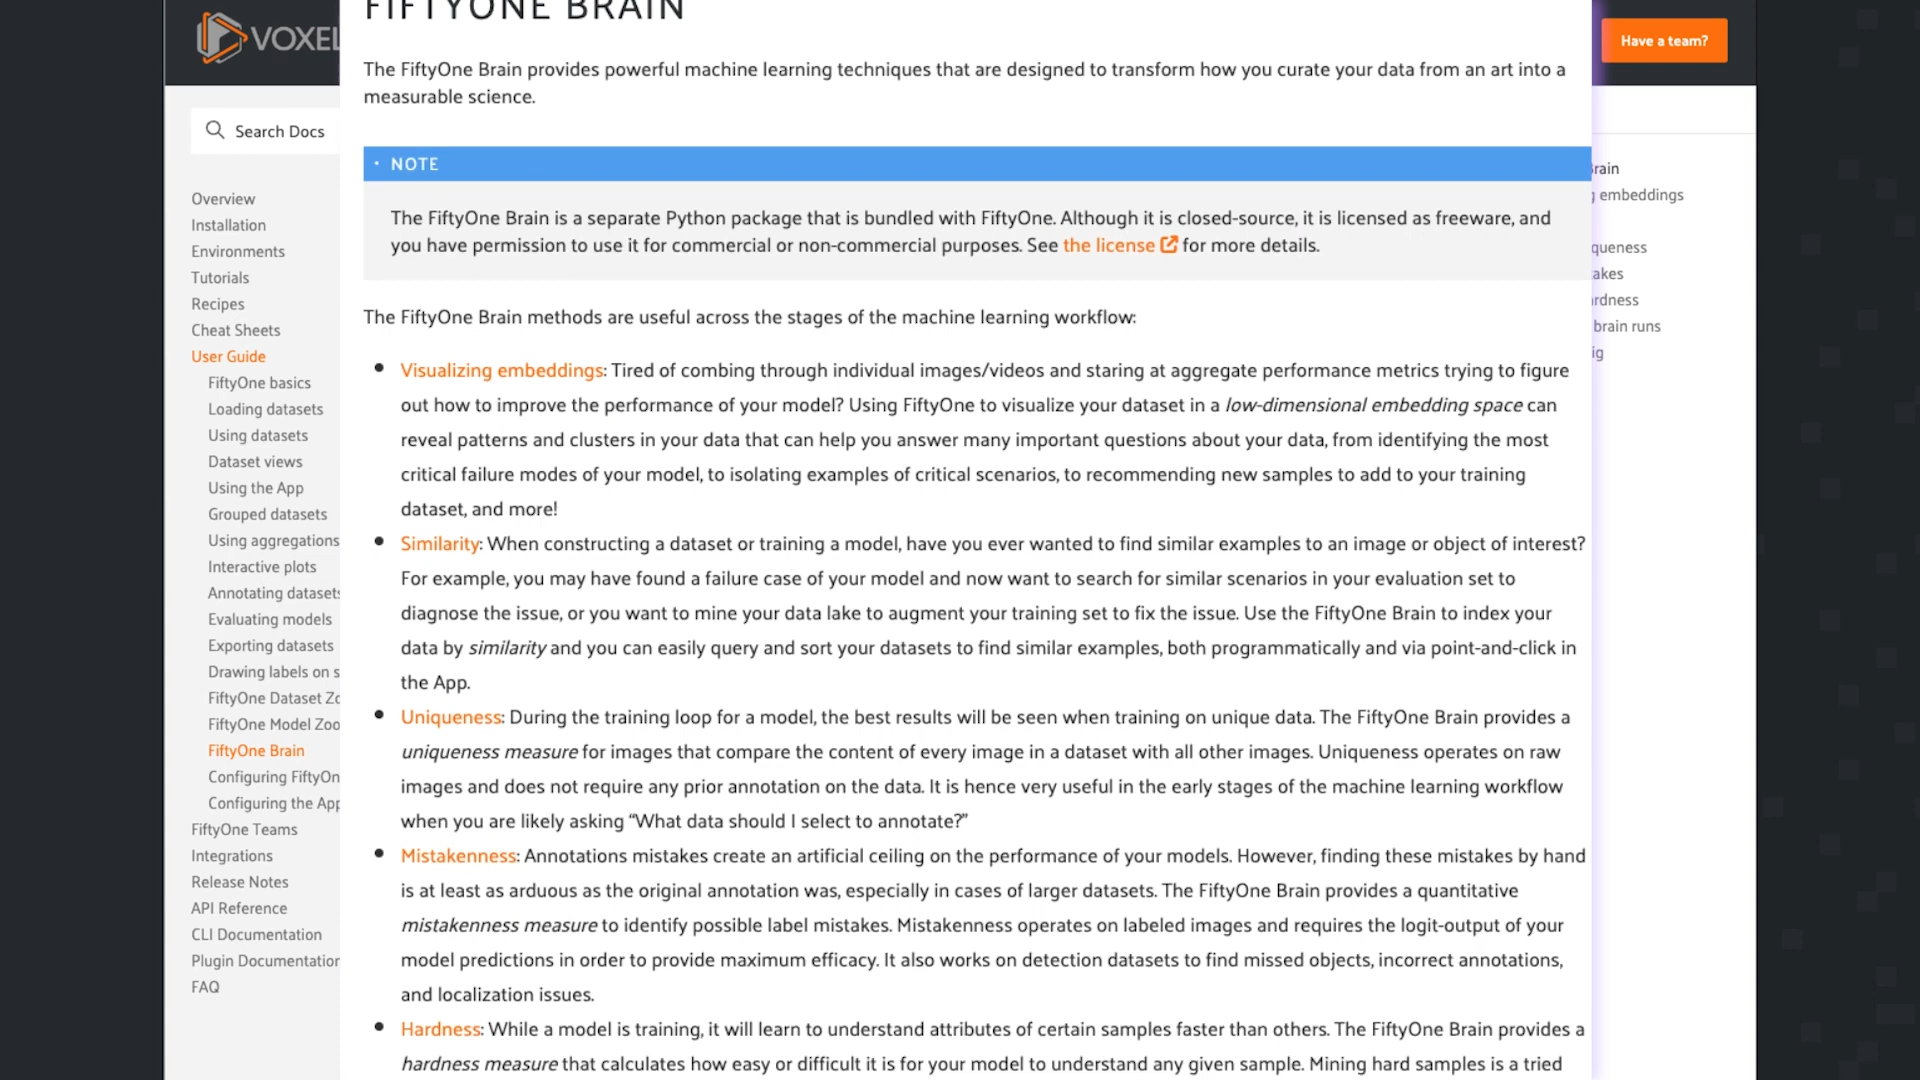 FIFTYONE BRAIN
VOXEL
Have a team?
Search Docs
Overview
Installation
Environments
Tutorials
Recipes
Cheat Sheets
User Guide
FiftyOne basics
Loading datasets
Using datasets
Dataset views
Using the App
Grouped datasets
Using aggregations
Interactive plots
Annotating datasets
Evaluating models
Exporting datasets
Drawing labels on s
FiftyOne Dataset Zo
FiftyOne Model Zoo
FiftyOne Brain
Configuring FiftyOn
Configuring the App
FiftyOne Teams
Integrations
Release Notes
API Reference
CLI Documentation
Plugin Documentation
FAQ
The FiftyOne Brain provides powerful machine learning techniques that are designed to transform how you curate your data from an art into a
measurable science.
NOTE
The FiftyOne Brain is a separate Python package that is bundled with FiftyOne. Although it is closed-source, it is licensed as freeware, and
you have permission to use it for commercial or non-commercial purposes. See the license for more details.
The FiftyOne Brain methods are useful across the stages of the machine learning workflow:
Visualizing embeddings: Tired of combing through individual images/videos and staring at aggregate performance metrics trying to figure
out how to improve the performance of your model? Using FiftyOne to visualize your dataset in a low-dimensional embedding space can
reveal patterns and clusters in your data that can help you answer many important questions about your data, from identifying the most
critical failure modes of your model, to isolating examples of critical scenarios, to recommending new samples to add to your training
dataset, and more!
Similarity: When constructing a dataset or training a model, have you ever wanted to find similar examples to an image or object of interest?
For example, you may have found a failure case of your model and now want to search for similar scenarios in your evaluation set to
diagnose the issue, or you want to mine your data lake to augment your training set to fix the issue. Use the FiftyOne Brain to index your
data by similarity and you can easily query and sort your datasets to find similar examples, both programmatically and via point-and-click in
the App.
Uniqueness: During the training loop for a model, the best results will be seen when training on unique data. The FiftyOne Brain provides a
uniqueness measure for images that compare the content of every image in a dataset with all other images. Uniqueness operates on raw
images and does not require any prior annotation on the data. It is hence very useful in the early stages of the machine learning workflow
when you are likely asking “What data should I select to annotate?”
Mistakenness: Annotations mistakes create an artificial ceiling on the performance of your models. However, finding these mistakes by hand
is at least as arduous as the original annotation was, especially in cases of larger datasets. The FiftyOne Brain provides a quantitative
mistakenness measure to identify possible label mistakes. Mistakenness operates on labeled images and requires the logit-output of your
model predictions in order to provide maximum efficacy. It also works on detection datasets to find missed objects, incorrect annotations,
and localization issues.
Hardness: While a model is training, it will learn to understand attributes of certain samples faster than others. The FiftyOne Brain provides a
hardness measure that calculates how easy or difficult it is for your model to understand any given sample. Mining hard samples is a tried
rain
embeddings
queness
akes
rdness
brain runs
ig